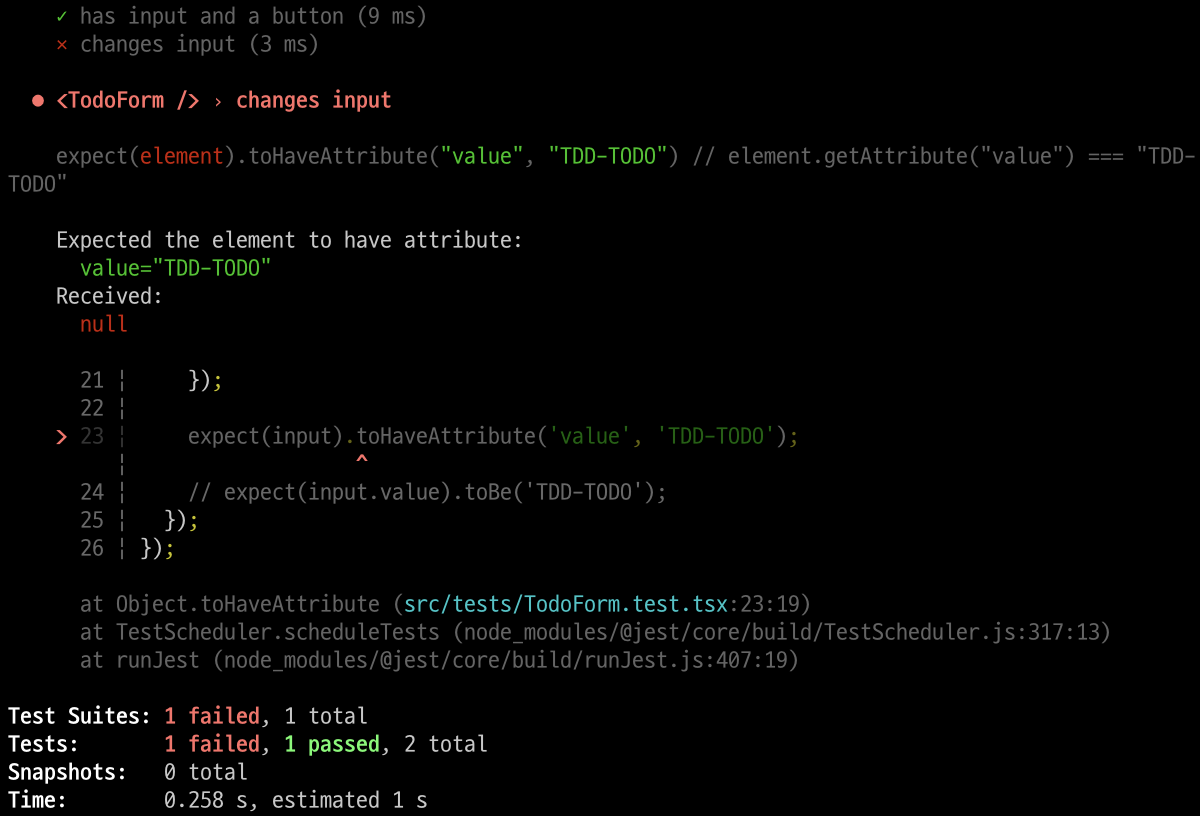 ✓ has input and a button (9 ms)
✕ changes input (3 ms)
● <TodoForm /> › changes input
expect(element).toHaveAttribute("value", "TDD-TODO") // element.getAttribute("value") === "TDD-
TODO"
Expected the element to have attribute:
value="TDD-TODO"
Received:
null
21 ¦     });
22 ¦
> 23 ¦     expect(input).toHaveAttribute('value', 'TDD-TODO');
¦                   ^
24 ¦     // expect(input.value).toBe('TDD-TODO');
25 ¦   });
26 ¦ });
at Object.toHaveAttribute (src/tests/TodoForm.test.tsx:23:19)
at TestScheduler.scheduleTests (node_modules/@jest/core/build/TestScheduler.js:317:13)
at runJest (node_modules/@jest/core/build/runJest.js:407:19)
Test Suites: 1 failed, 1 total
Tests:       1 failed, 1 passed, 2 total
Snapshots:   0 total
Time:        0.258 s, estimated 1 s